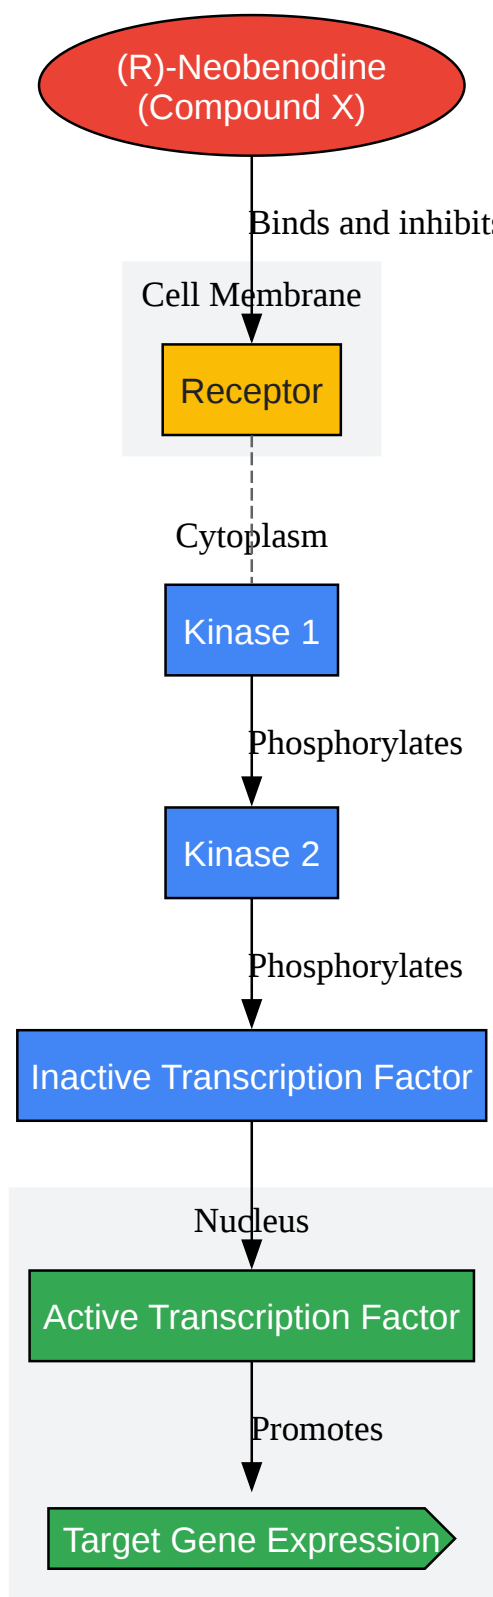 (R)-Neobenodine
(Compound X)
Binds and inhibits
Cell Membrane
Receptor
Cytoplasm
Kinase 1
Phosphorylates
Kinase 2
Phosphorylates
Inactive Transcription Factor
Nucleus
Active Transcription Factor
Promotes
Target Gene Expression